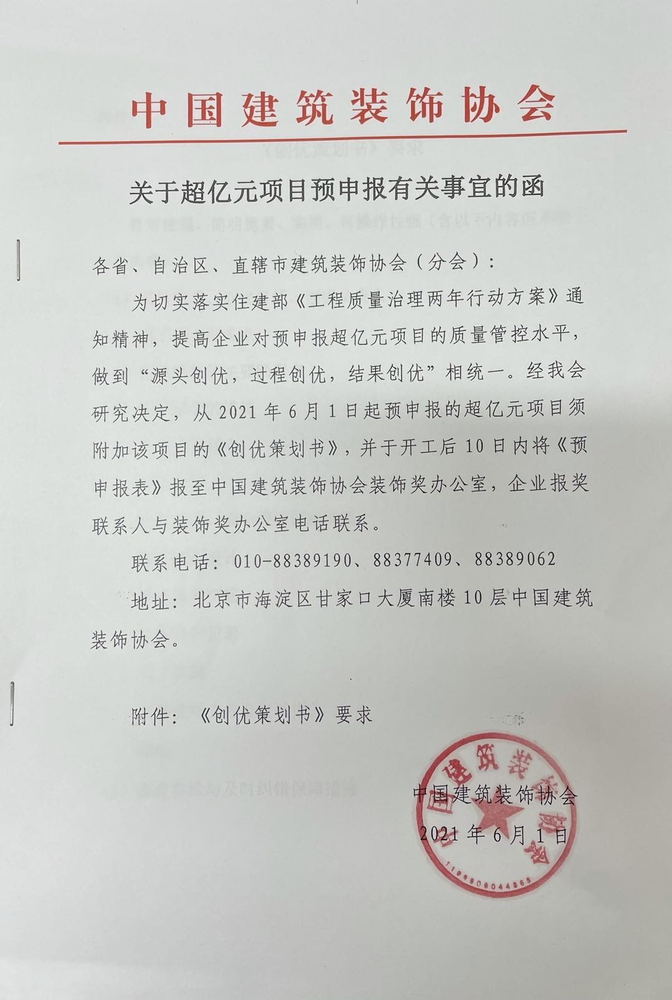 中国建筑装饰协会
关于超亿元项目预申报有关事宜的函
各省、自治区、直辖市建筑装饰协会（分会）：
为切实落实住建部《工程质量治理两年行动方案》通
知精神，提高企业对预申报超亿元项目的质量管控水平，
做到“源头创优，过程创优，结果创优”相统一。经我会
研究决定，从2021年6月1日起预申报的超亿元项目须
附加该项目的《创优策划书》，并于开工后10日内将《预
申报表》报至中国建筑装饰协会装饰奖办公室，企业报奖
联系人与装饰奖办公室电话联系。
联系电话：010-88389190、88377409、88389062
地址：北京市海淀区甘家口大厦南楼10层中国建筑
装饰协会。
附件：《创优策划书》要求
中国建筑装饰协会
2021年6月1日
中国建筑装饰协会